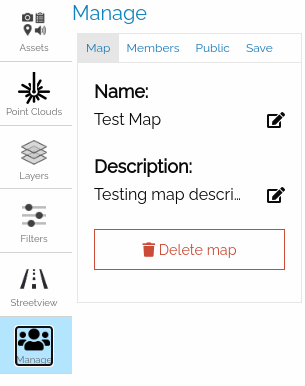 Manage
Assets
Point Clouds
Layers
Filters
Streetview
Manage
Map Members Public Save
Name:
Test Map
Description:
Testing map descri...
Delete map